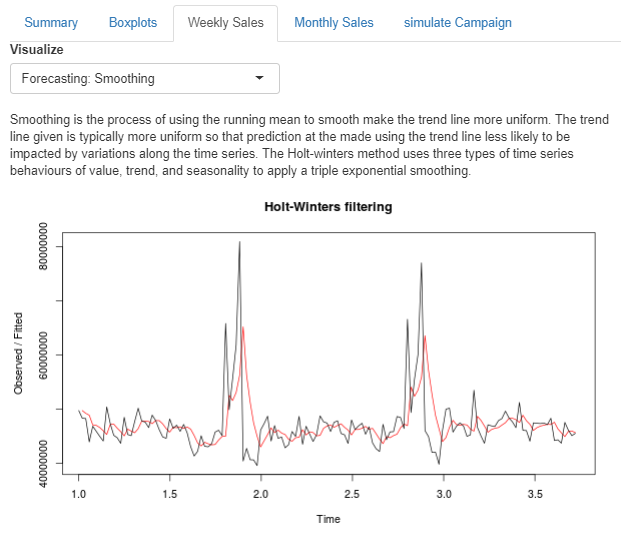 Summary Boxplots Weekly Sales Monthly Sales simulate Campaign
Visualize
Forecasting: Smoothing
Smoothing is the process of using the running mean to smooth make the trend line more uniform. The trend
line given is typically more uniform so that prediction at the made using the trend line less likely to be
impacted by variations along the time series. The Holt-winters method uses three types of time series
behaviours of value, trend, and seasonality to apply a triple exponential smoothing.
Holt-Winters filtering
Observed / Fitted
80000000
60000000
40000000
1.0 1.5 2.0 2.5 3.0 3.5
Time